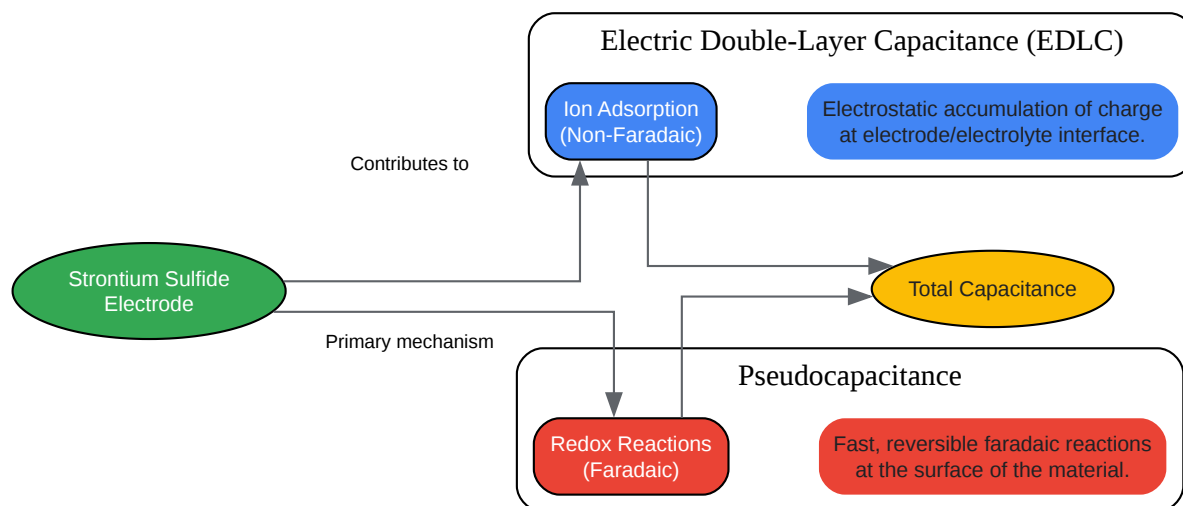 Electric Double-Layer Capacitance (EDLC)
Ion Adsorption
(Non-Faradaic)
Electrostatic accumulation of charge
at electrode/electrolyte interface.
Contributes to
Strontium Sulfide
Electrode
Total Capacitance
Primary mechanism
Pseudocapacitance
Redox Reactions
(Faradaic)
Fast, reversible faradaic reactions
at the surface of the material.